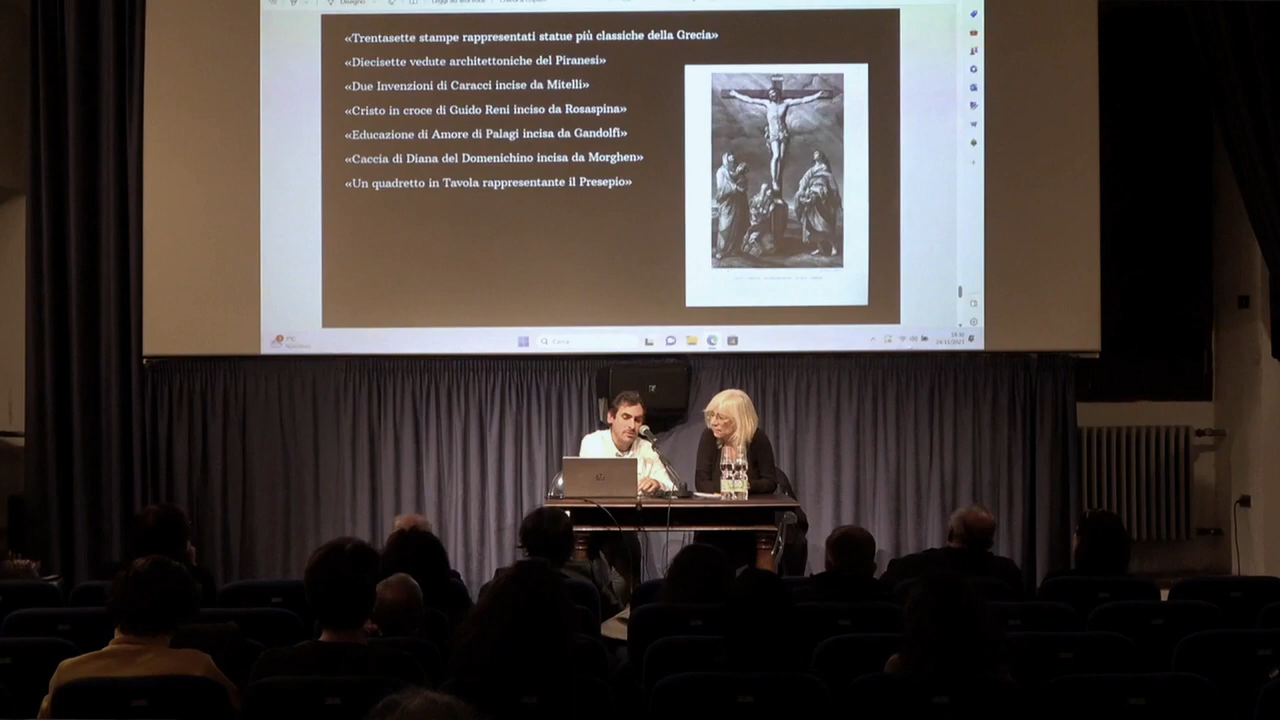 «Trentasette stampe rappresentati statue più classiche della Grecia»
«Diecisette vedute architettoniche del Piranesi»
«Due Invenzioni di Caracci incise da Mitelli»
«Cristo in croce di Guido Reni inciso da Rosaspina»
«Educazione di Amore di Palagi incisa da Gandolfi»
«Caccia di Diana del Domenichino incisa da Morghen»
«Un quadretto in Tavola rappresentante il Presepio»
Cerca